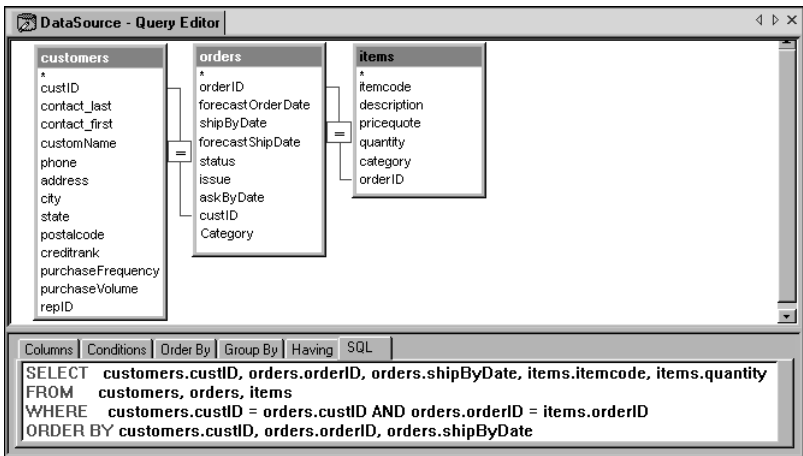 DataSource - Query Editor
customers
*
custID
contact_last
contact_first
customName
phone
address
city
state
postalcode
creditrank
purchaseFrequency
purchaseVolume
repID
=
orders
*
orderID
forecastOrderDate
shipByDate
forecastShipDate
status
issue
askByDate
custID
Category
=
items
*
itemcode
description
pricequote
quantity
category
orderID
Columns Conditions Order By Group By Having SQL
SELECT customers.custID, orders.orderID, orders.shipByDate, items.itemcode, items.quantity
FROM customers, orders, items
WHERE customers.custID = orders.custID AND orders.orderID = items.orderID
ORDER BY customers.custID, orders.orderID, orders.shipByDate